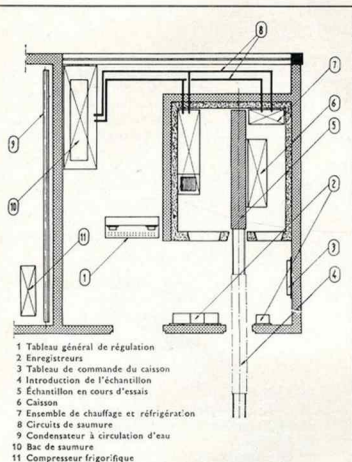 8
7
6
5
9
10
11
1
2
3
4
1 Tableau général de régulation
2 Enregistreurs
3 Tableau de commande du caisson
4 Introduction de l'échantillon
5 Échantillon en cours d'essais
6 Caisson
7 Ensemble de chauffage et réfrigération
8 Circuits de saumure
9 Condensateur à circulation d'eau
10 Bac de saumure
11 Compresseur frigorifique